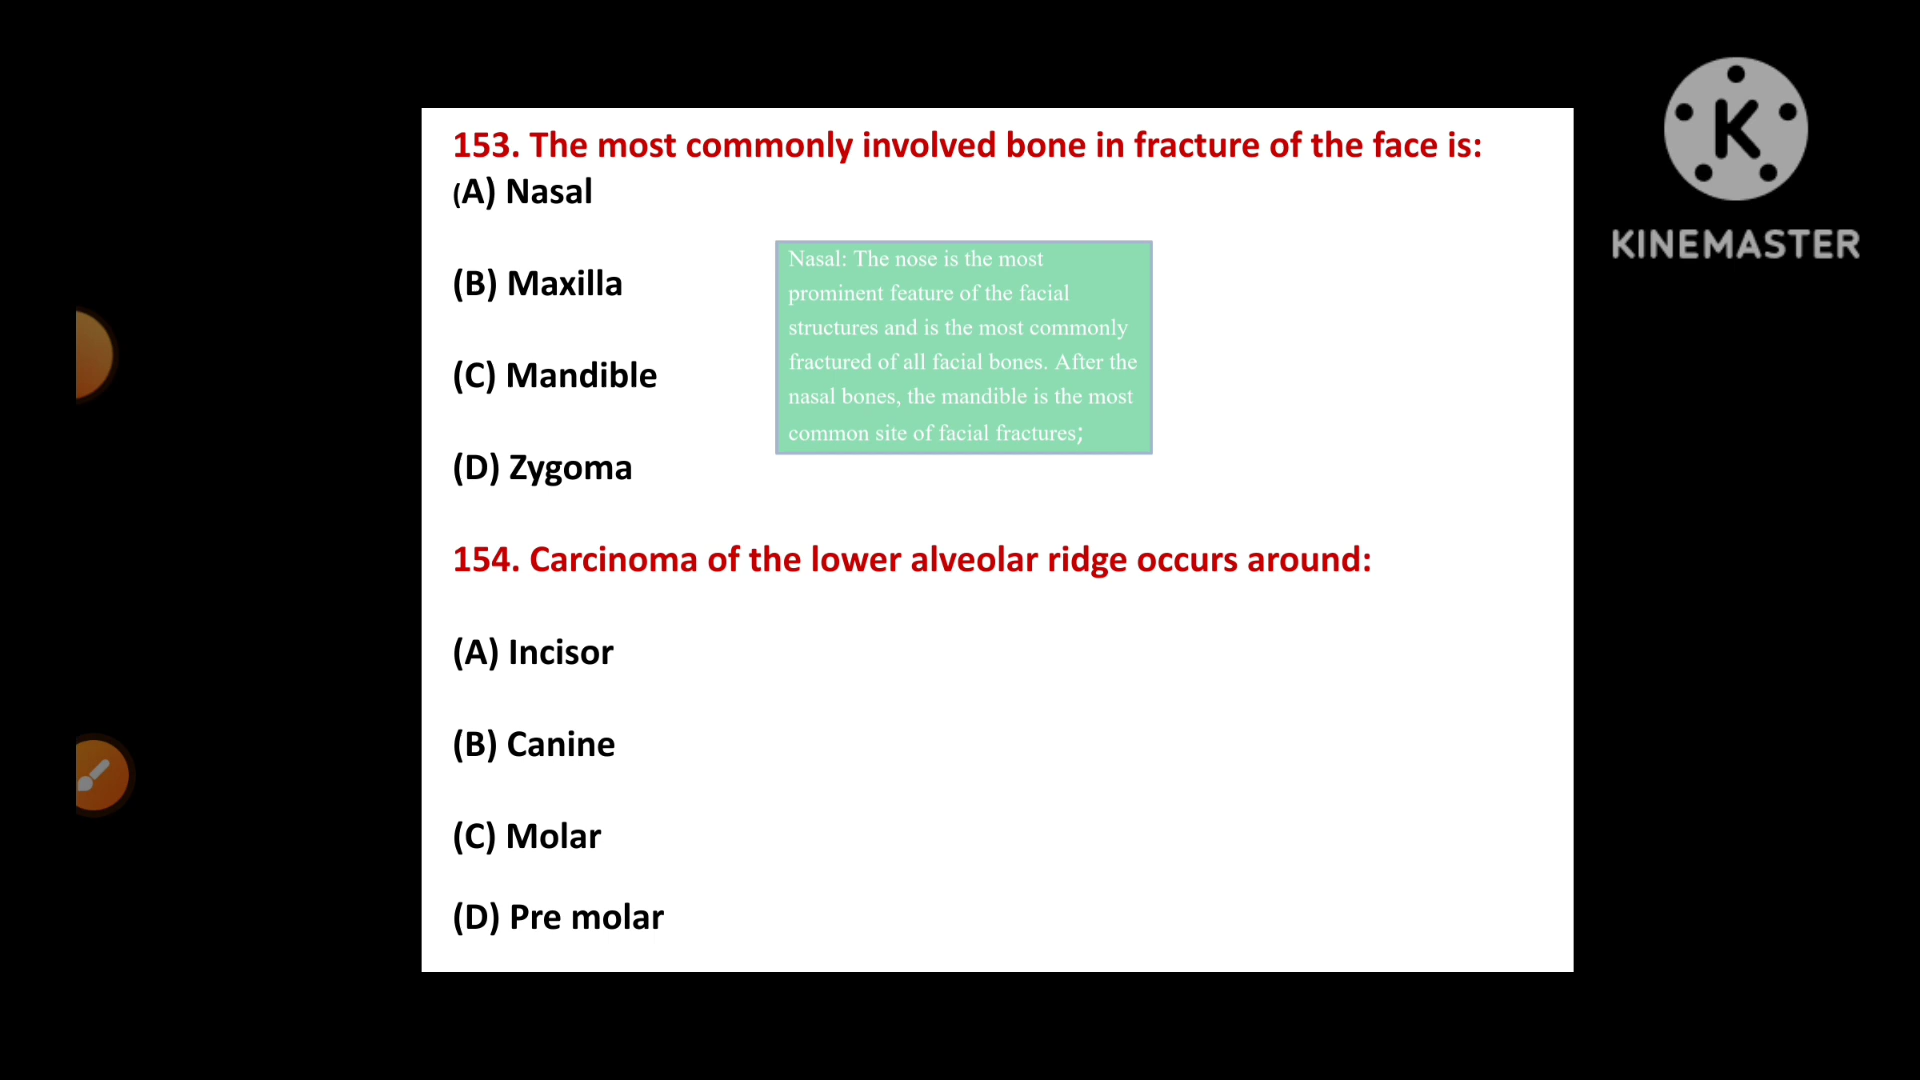 153. The most commonly involved bone in fracture of the face is:
(A) Nasal
(B) Maxilla
Nasal: The nose is the most
prominent feature of the facial
structures and is the most commonly
fractured of all facial bones. After the
nasal bones, the mandible is the most
common site of facial fractures;
(C) Mandible
(D) Zygoma
154. Carcinoma of the lower alveolar ridge occurs around:
(A) Incisor
(B) Canine
(C) Molar
(D) Pre molar
K
KINEMASTER